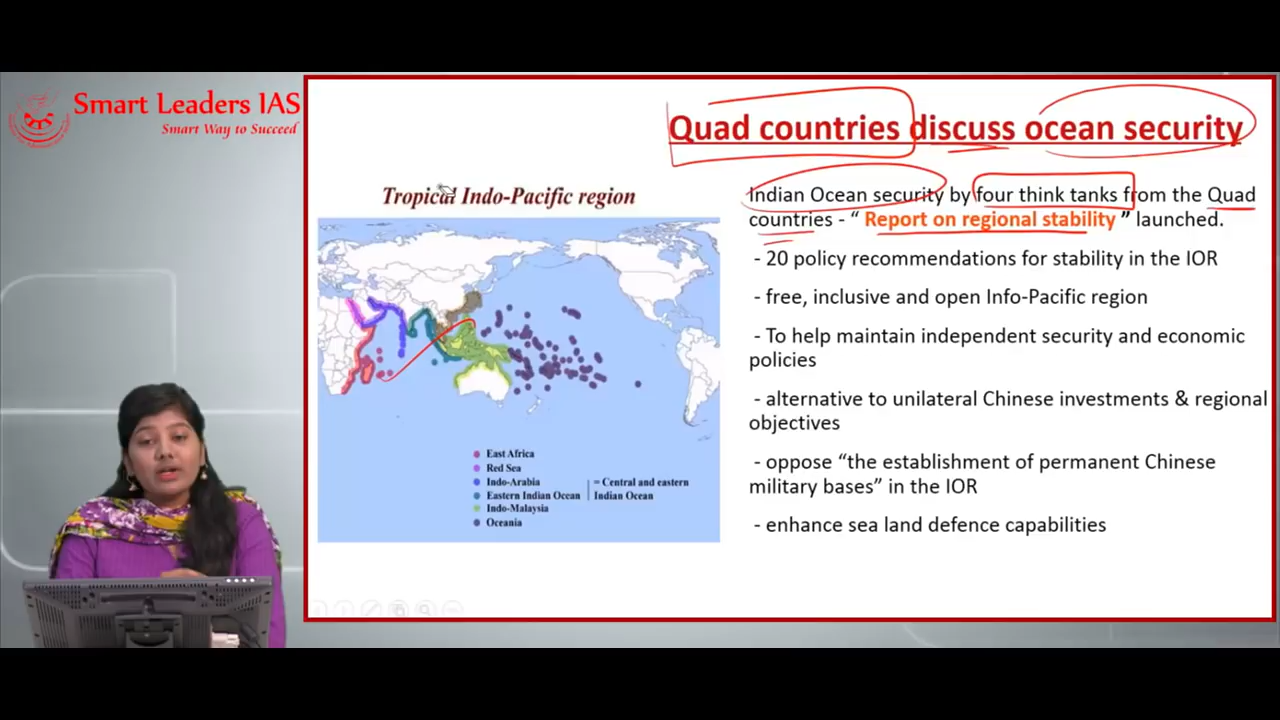 Smart Leaders IAS
Smart Way to Succeed
Quad countries discuss ocean security
Tropical Indo-Pacific region
East Africa
Red Sea
Indo-Arabia
Eastern Indian Ocean
= Central and eastern
Indian Ocean
Indo-Malaysia
Oceania
Indian Ocean security by four think tanks from the Quad
countries - “ Report on regional stability ” launched.
- 20 policy recommendations for stability in the IOR
- free, inclusive and open Info-Pacific region
- To help maintain independent security and economic
policies
- alternative to unilateral Chinese investments & regional
objectives
- oppose “the establishment of permanent Chinese
military bases” in the IOR
- enhance sea land defence capabilities